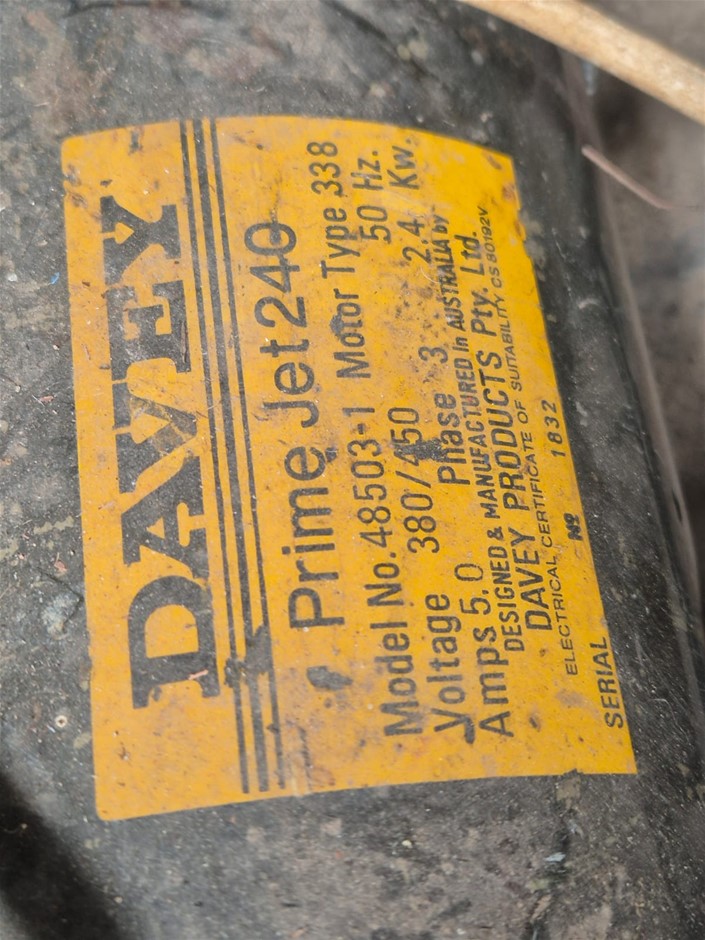 DAVEY
Prime Jet 240
Model No. 48503-1 Motor Type 338
Voltage 380/450 50 Hz.
Amps 5.0 Phase 3 2.4 Kw.
DESIGNED & MANUFACTURED In AUSTRALIA by
DAVEY PRODUCTS Pty. Ltd.
ELECTRICAL CERTIFICATE OF SUITABILITY CS80192V
SERIAL Nº 1832